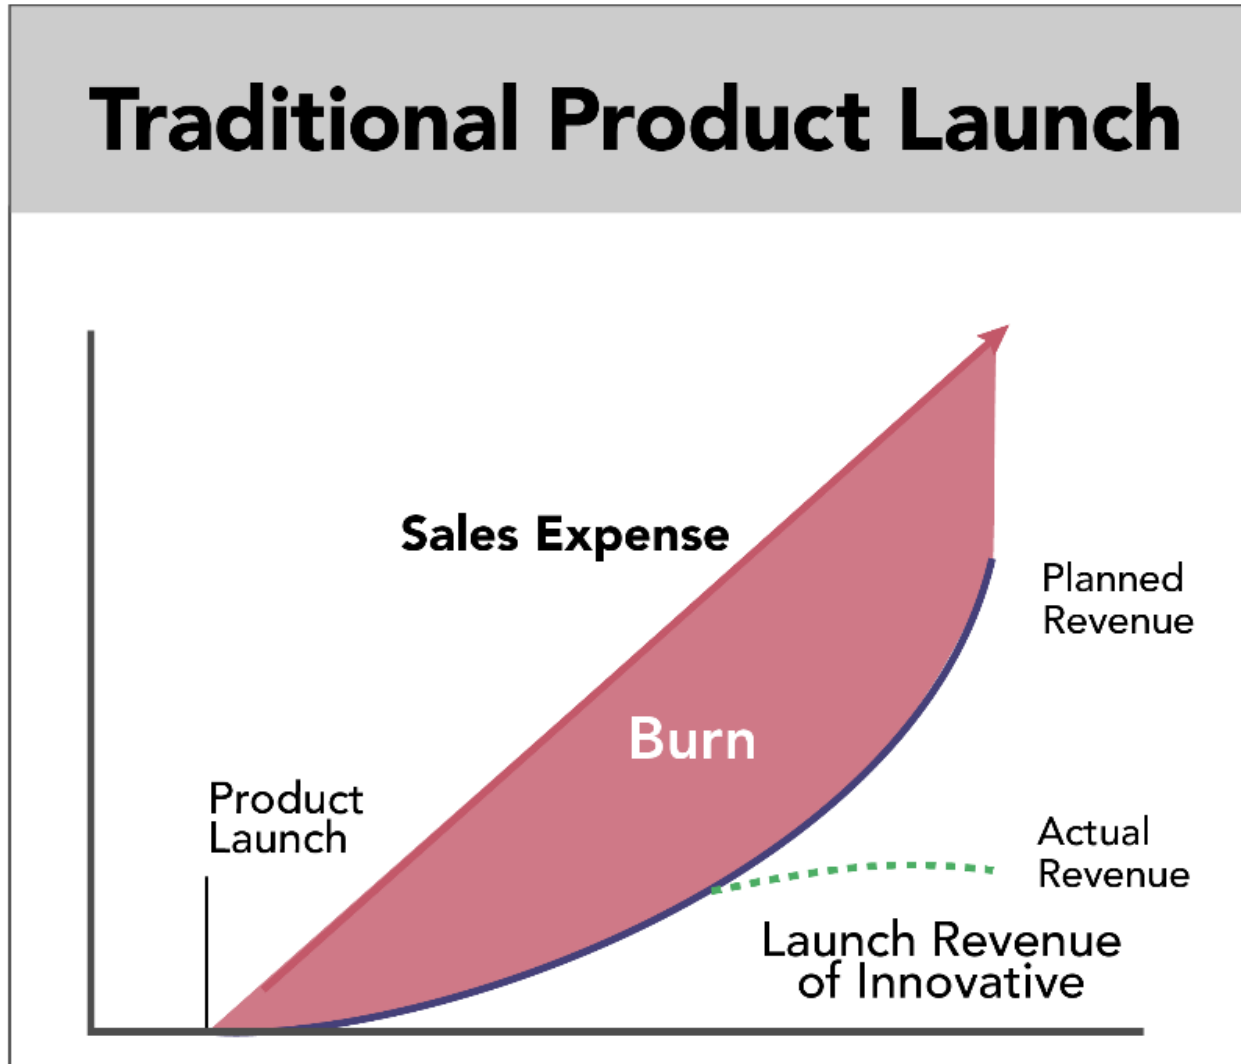 Traditional Product Launch
Sales Expense
Planned
Revenue
Burn
Product
Launch
Actual
Revenue
Launch Revenue
of Innovative